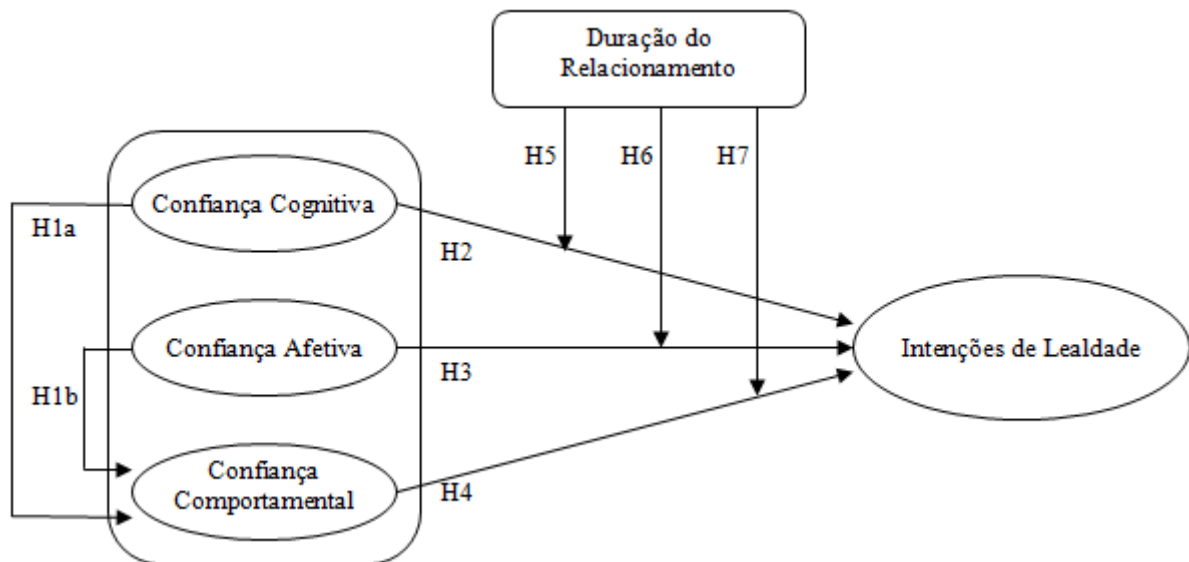 Duração do
Relacionamento
H5
H6
H7
Confiança Cognitiva
H1a
H2
Confiança Afetiva
Intenções de Lealdade
H3
H1b
Confiança
Comportamental
H4